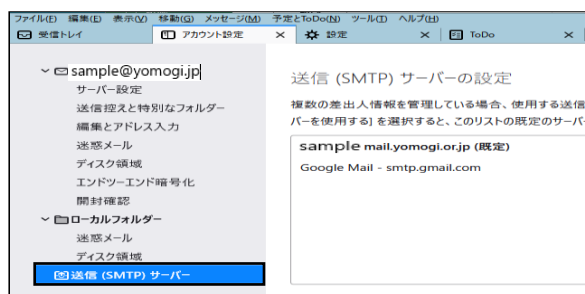 ファイル(F) 編集(E) 表示(V) 移動(G) メッセージ(M) 予定とToDo(N) ツール(T) ヘルプ(H)
受信トレイ アカウント設定 × 設定 × ToDo ×
sample@yomogi.jp
サーバー設定
送信控えと特別なフォルダー
編集とアドレス入力
迷惑メール
ディスク領域
エンドツーエンド暗号化
開封確認
ローカルフォルダー
迷惑メール
ディスク領域
送信 (SMTP) サーバー
送信 (SMTP) サーバーの設定
複数の差出人情報を管理している場合、使用する送信
バーを使用する] を選択すると、このリストの既定のサーバ
sample mail.yomogi.or.jp (既定)
Google Mail - smtp.gmail.com